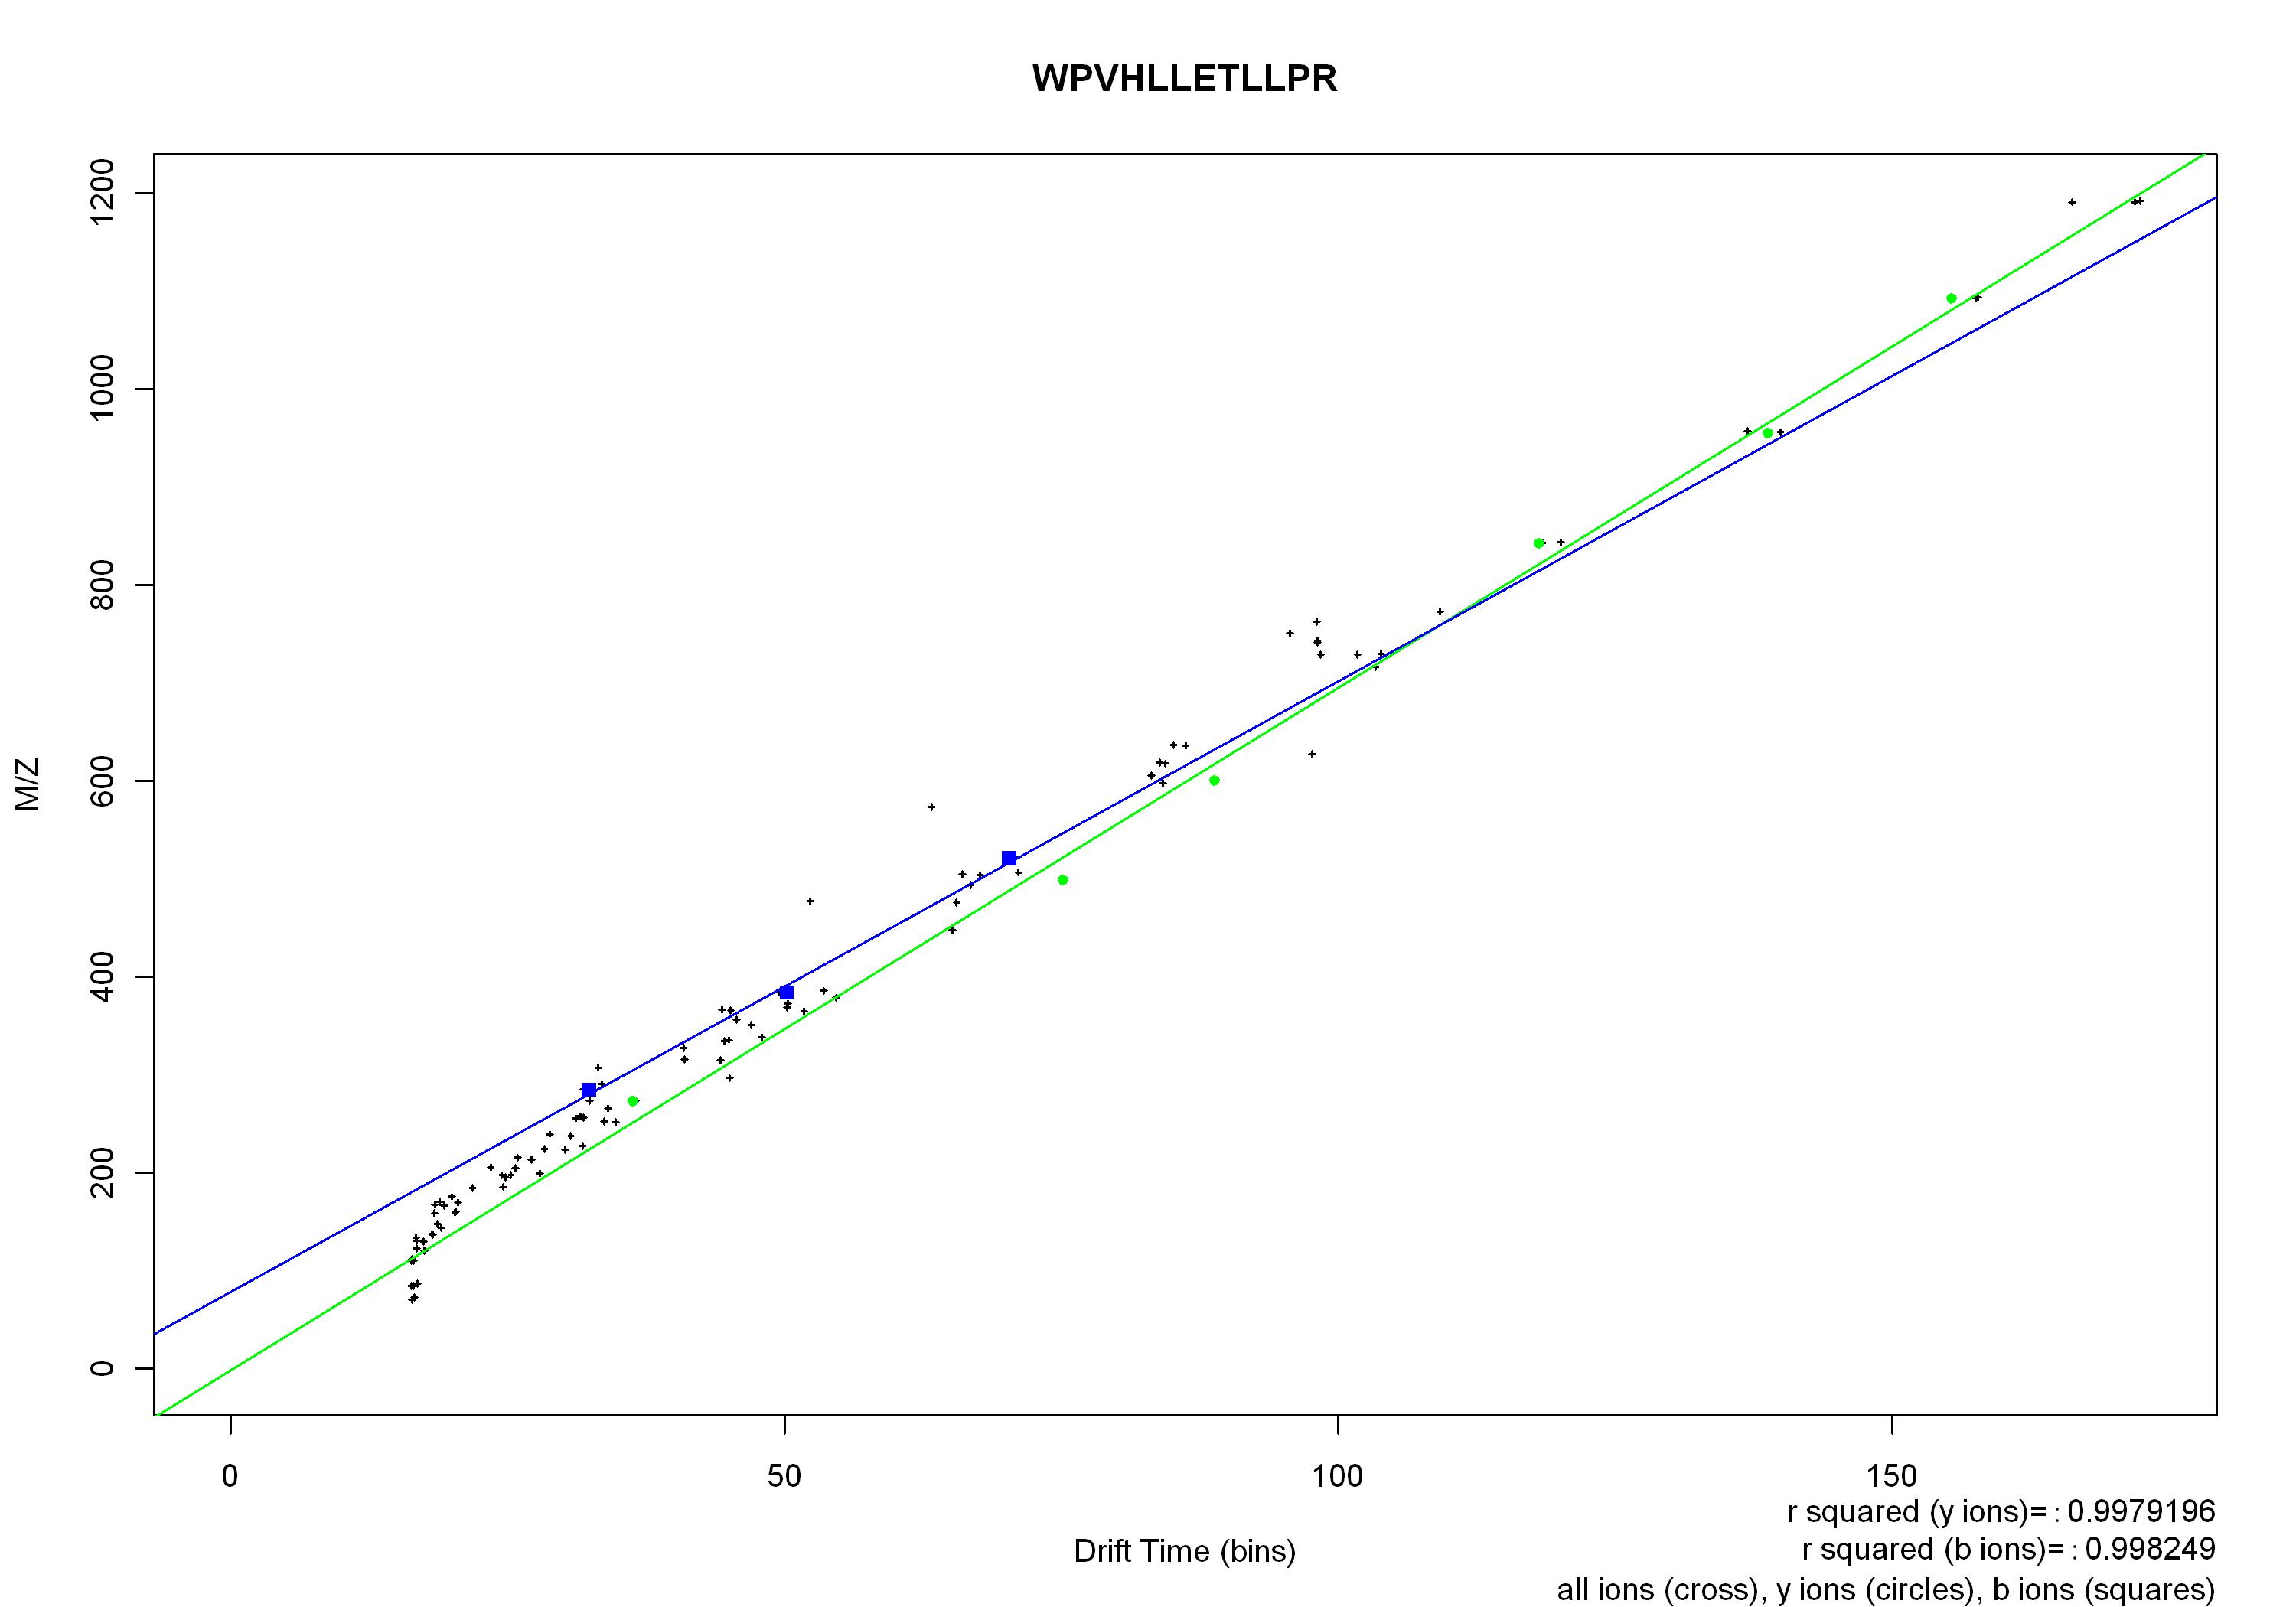 WPVHLLETLLPR
1200
1000
800
600
400
200
0
M/Z
0 50 100 150
Drift Time (bins)
r squared (y ions)= : 0.9979196
r squared (b ions)= : 0.998249
all ions (cross), y ions (circles), b ions (squares)